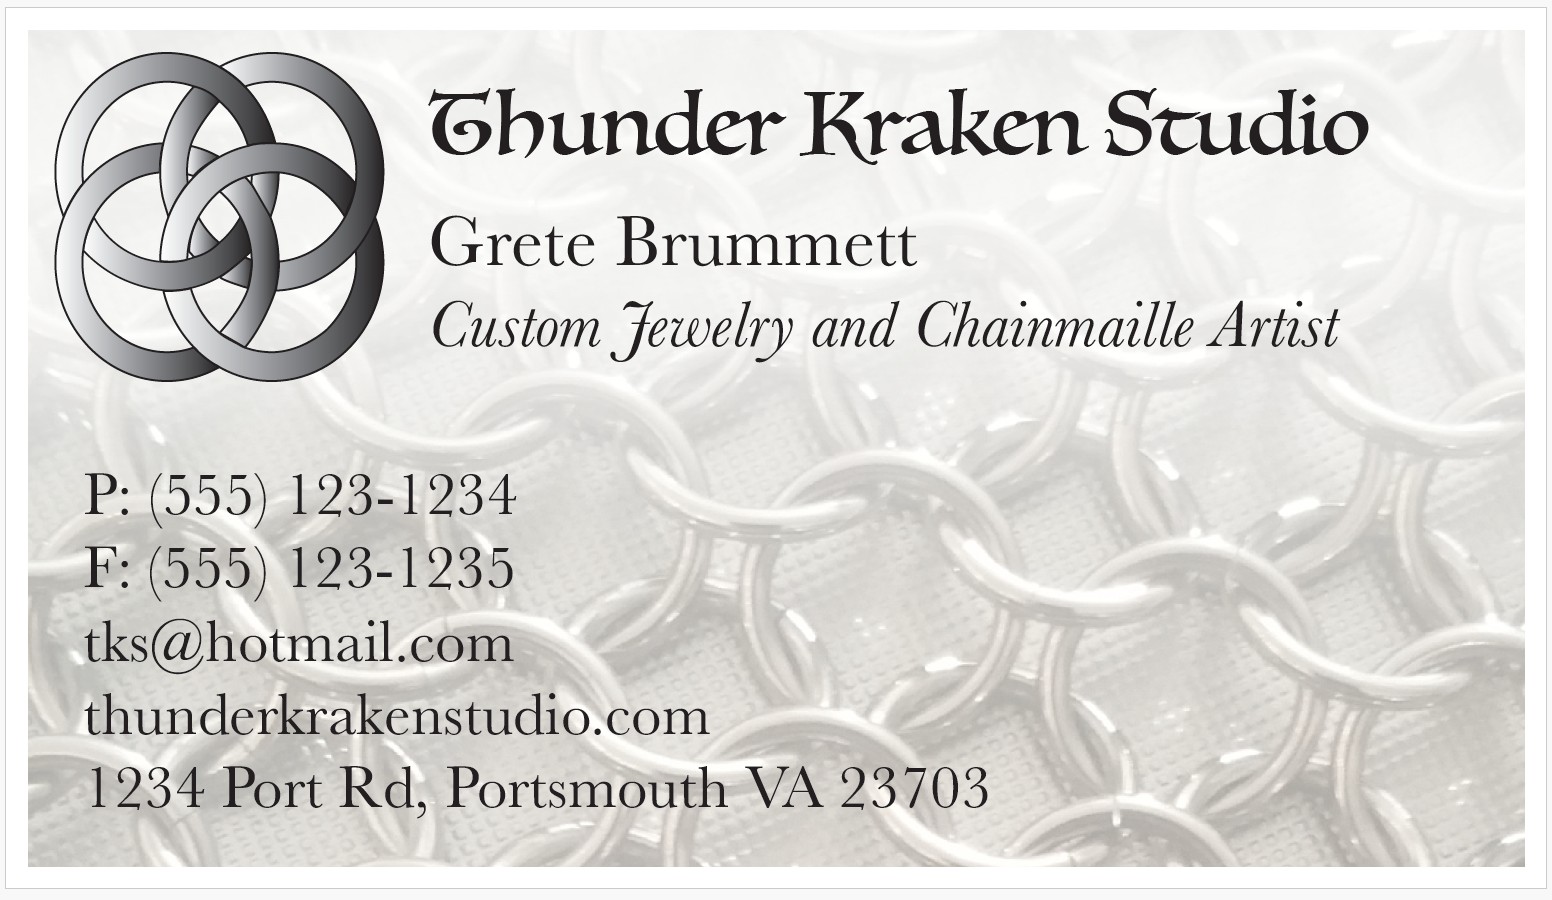 Thunder Kraken Studio
Grete Brummett
Custom Jewelry and Chainmaille Artist
P: (555) 123-1234
F: (555) 123-1235
tks@hotmail.com
thunderkrakenstudio.com
1234 Port Rd, Portsmouth VA 23703